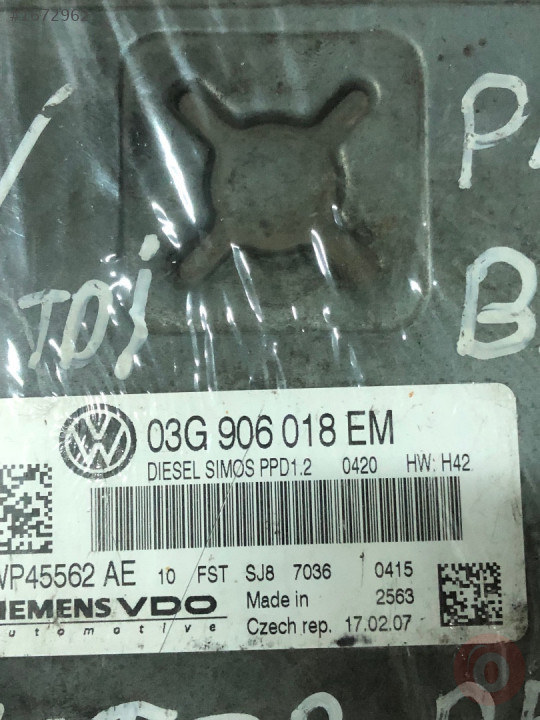 TDi
03G 906 018 EM
DIESEL SIMOS PPD1.2 0420 HW: H42
WP45562 AE 10 FST SJ8 7036 0415
SIEMENS VDO Made in 2563
automotive Czech rep. 17.02.07